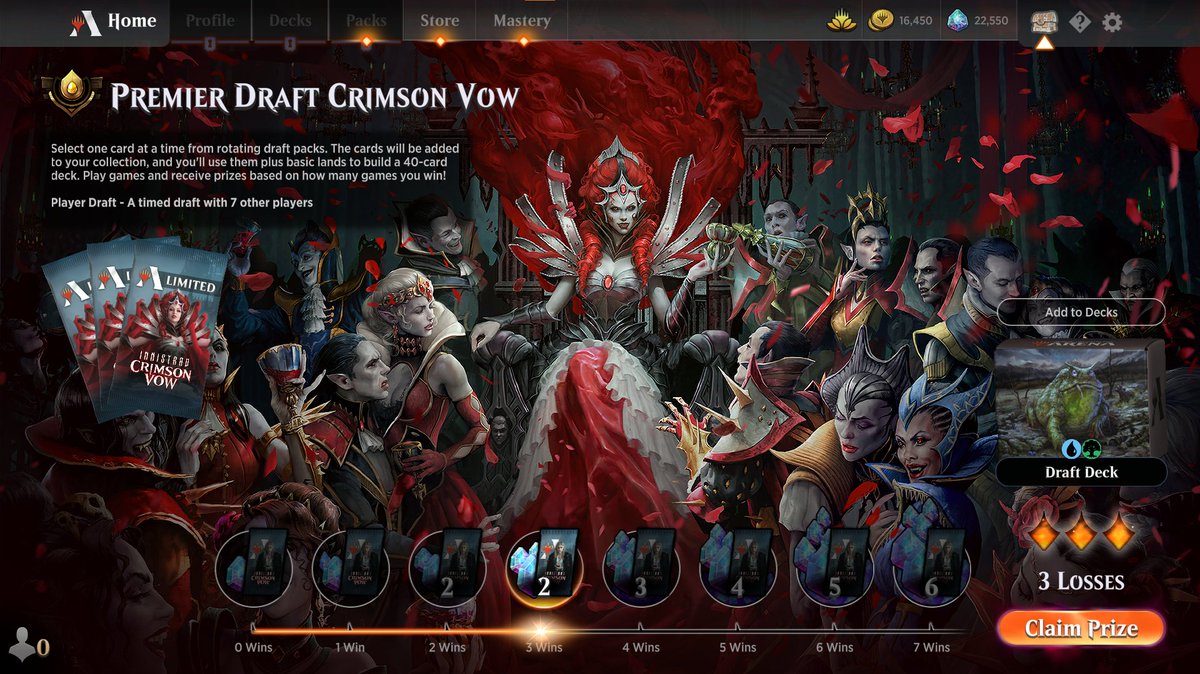 Home
Profile
Decks
Packs
Store
Mastery
16,450
22,550
PREMIER DRAFT CRIMSON VOW
Select one card at a time from rotating draft packs. The cards will be added
to your collection, and you'll use them plus basic lands to build a 40-card
deck. Play games and receive prizes based on how many games you win!
Player Draft - A timed draft with 7 other players
LIMITED
INNISTRAD
CRIMSON
VOW
Add to Decks
ARENA
Draft Deck
2
2
3
4
5
6
3 LOSSES
Claim Prize
0 Wins
1 Win
2 Wins
3 Wins
4 Wins
5 Wins
6 Wins
7 Wins
0